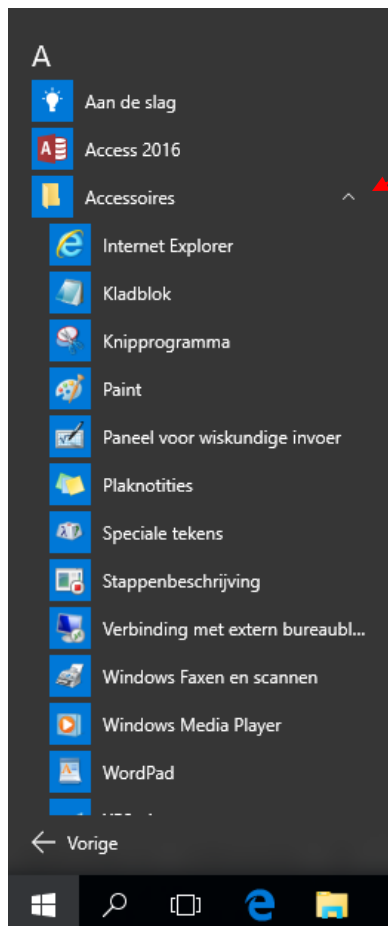 A
Aan de slag
Access 2016
Accessoires
Internet Explorer
Kladblok
Knipprogramma
Paint
Paneel voor wiskundige invoer
Plaknotities
Speciale tekens
Stappenbeschrijving
Verbinding met extern bureaubl...
Windows Faxen en scannen
Windows Media Player
WordPad
Vorige